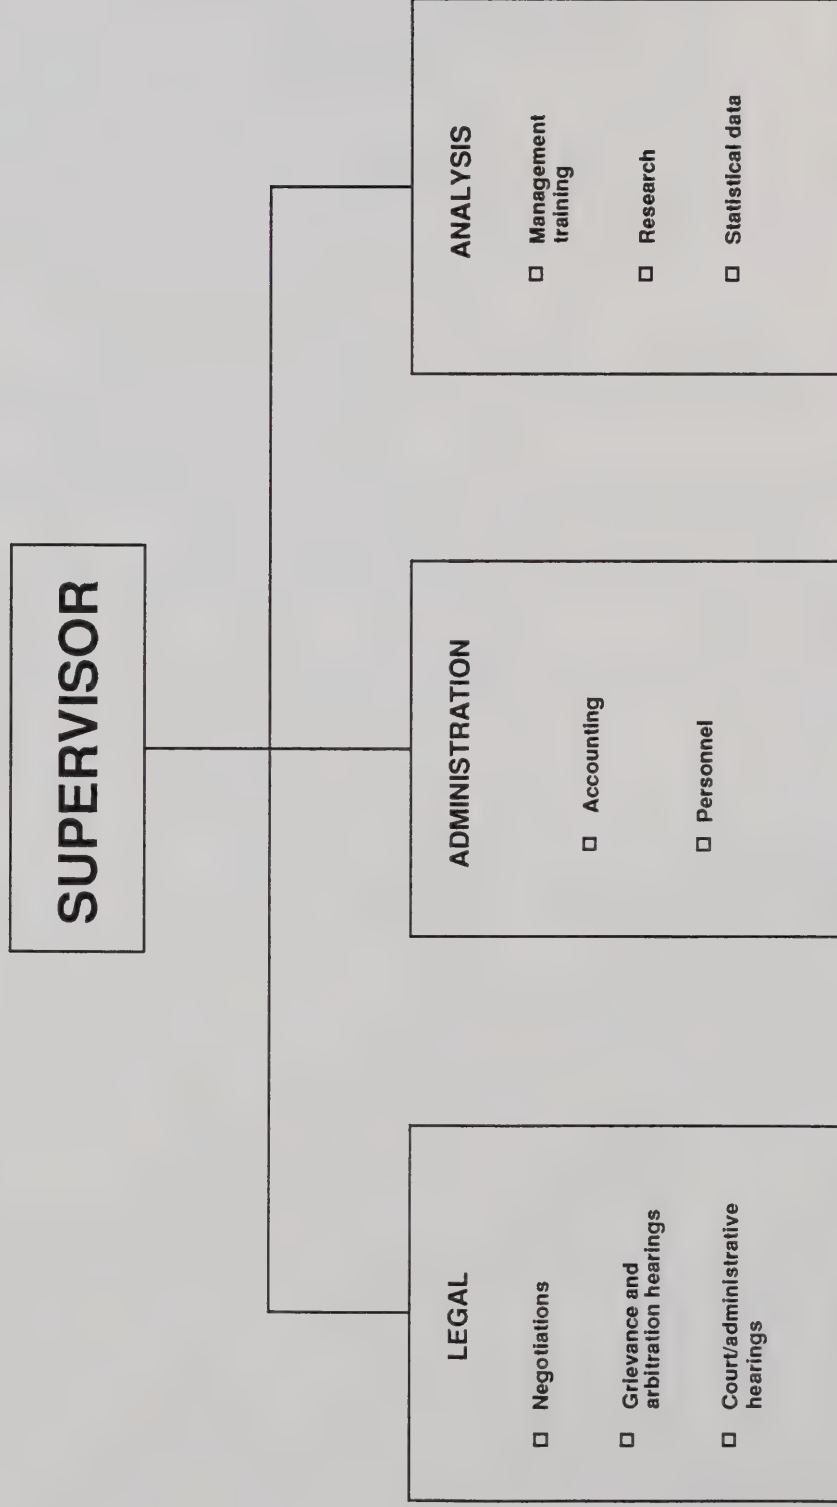 SUPERVISOR
LEGAL
☐ Negotiations
☐ Grievance and
arbitration hearings
☐ Court/administrative
hearings
ADMINISTRATION
☐ Accounting
☐ Personnel
ANALYSIS
☐ Management
training
☐ Research
☐ Statistical data